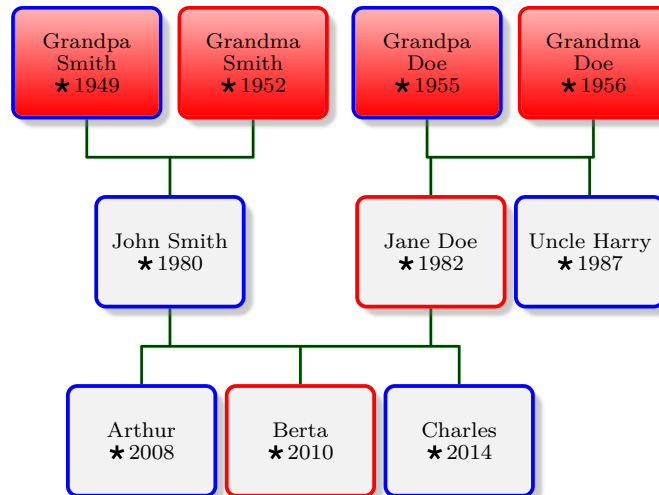 Grandpa
Smith
★ 1949
Grandma
Smith
★ 1952
Grandpa
Doe
★ 1955
Grandma
Doe
★ 1956
John Smith
★ 1980
Jane Doe
★ 1982
Uncle Harry
★ 1987
Arthur
★ 2008
Berta
★ 2010
Charles
★ 2014